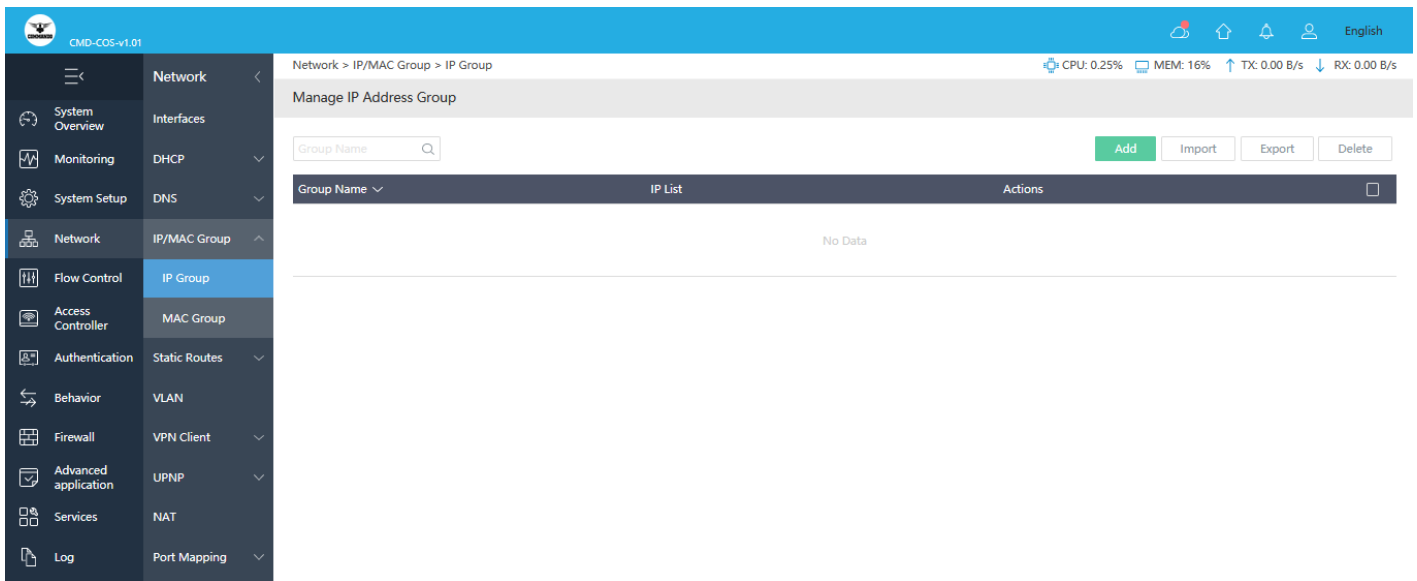 CMD-COS-v1.01
English
Network
Network > IP/MAC Group > IP Group
CPU: 0.25%
MEM: 16%
TX: 0.00 B/s
RX: 0.00 B/s
Manage IP Address Group
System
Overview
Monitoring
System Setup
Network
Flow Control
Access
Controller
Authentication
Behavior
Firewall
Advanced
application
Services
Log
Interfaces
DHCP
DNS
IP/MAC Group
IP Group
MAC Group
Static Routes
VLAN
VPN Client
UPNP
NAT
Port Mapping
Group Name
Add
Import
Export
Delete
Group Name
IP List
Actions
No Data